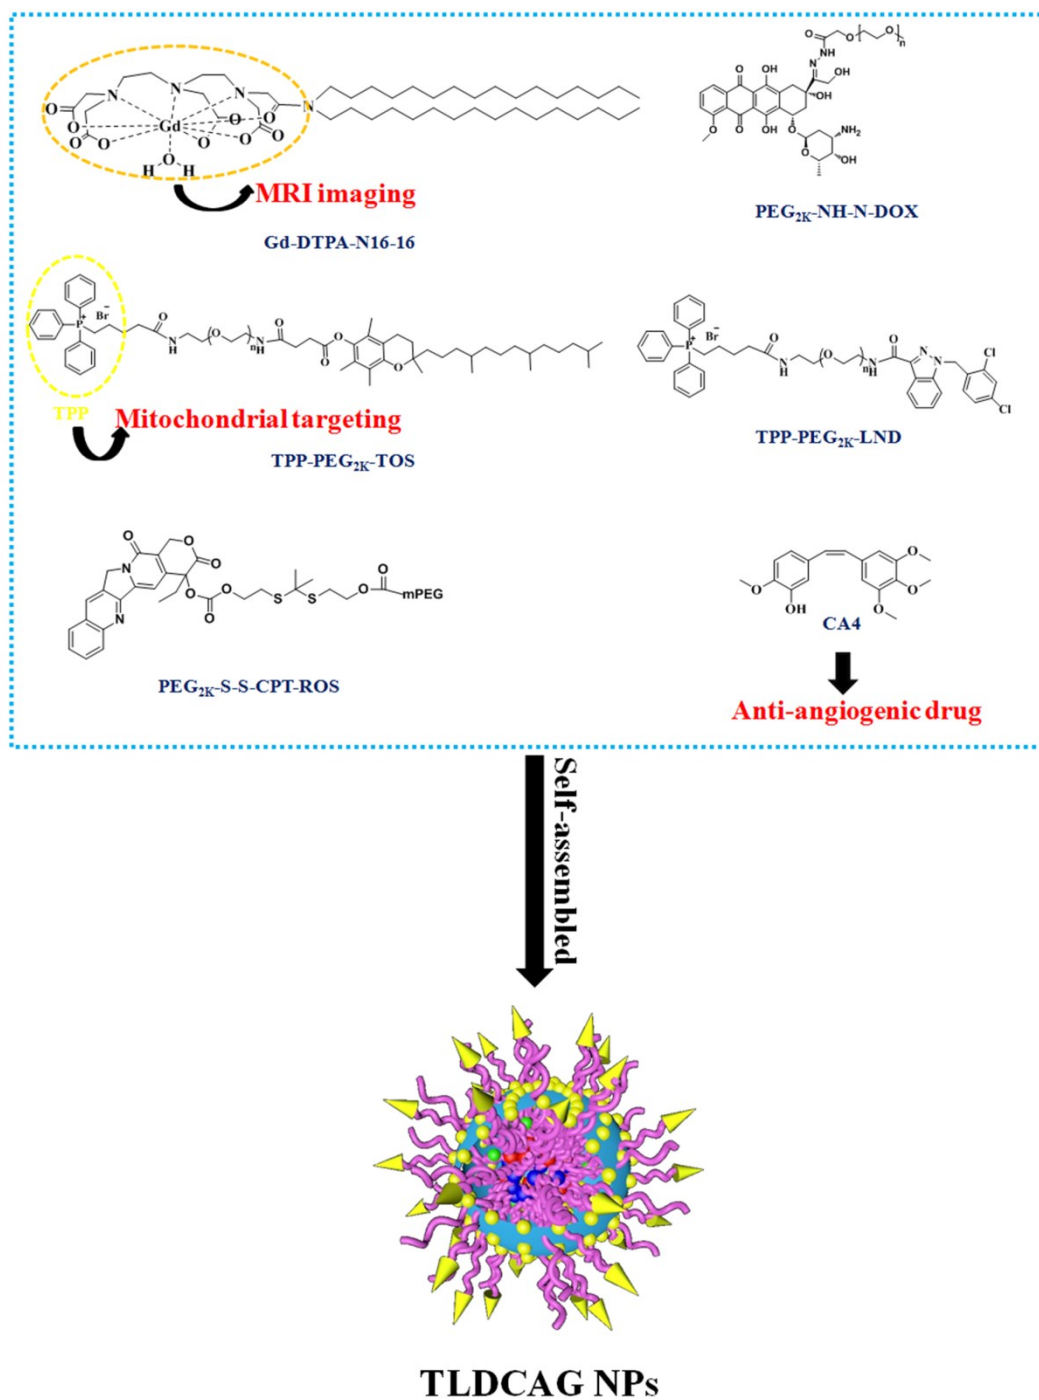 MRI imaging
Gd-DTPA-N16-16
PEG2K-NH-N-DOX
TPP
Mitochondrial targeting
TPP-PEG2K-TOS
TPP-PEG2K-LND
mPEG
PEG2K-S-S-CPT-ROS
CA4
Anti-angiogenic drug
Self-assembled
TLDCAG NPs